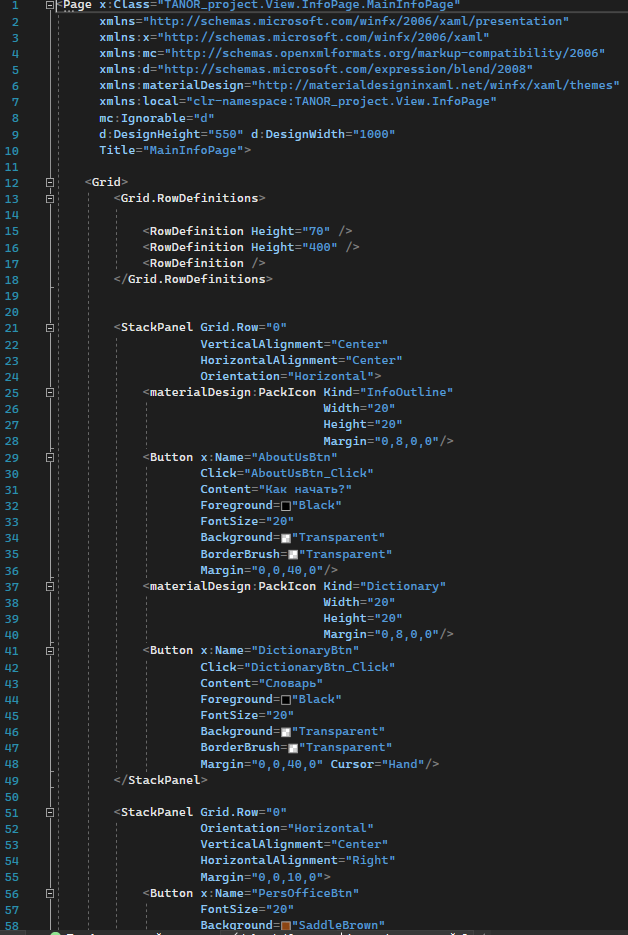 1 <Page x:Class="TANOR_project.View.InfoPage.MainInfoPage"
2 xmlns="http://schemas.microsoft.com/winfx/2006/xaml/presentation"
3 xmlns:x="http://schemas.microsoft.com/winfx/2006/xaml"
4 xmlns:mc="http://schemas.openxmlformats.org/markup-compatibility/2006"
5 xmlns:d="http://schemas.microsoft.com/expression/blend/2008"
6 xmlns:materialDesign="http://materialdesigninxaml.net/winfx/xaml/themes"
7 xmlns:local="clr-namespace:TANOR_project.View.InfoPage"
8 mc:Ignorable="d"
9 d:DesignHeight="550" d:DesignWidth="1000"
10 Title="MainInfoPage">
11
12 <Grid>
13 <Grid.RowDefinitions>
14
15 <RowDefinition Height="70" />
16 <RowDefinition Height="400" />
17 <RowDefinition />
18 </Grid.RowDefinitions>
19
20
21 <StackPanel Grid.Row="0"
22 VerticalAlignment="Center"
23 HorizontalAlignment="Center"
24 Orientation="Horizontal">
25 <materialDesign:PackIcon Kind="InfoOutline"
26 Width="20"
27 Height="20"
28 Margin="0,8,0,0"/>
29 <Button x:Name="AboutUsBtn"
30 Click="AboutUsBtn_Click"
31 Content="Как начать?"
32 Foreground="Black"
33 FontSize="20"
34 Background="Transparent"
35 BorderBrush="Transparent"
36 Margin="0,0,40,0"/>
37 <materialDesign:PackIcon Kind="Dictionary"
38 Width="20"
39 Height="20"
40 Margin="0,8,0,0"/>
41 <Button x:Name="DictionaryBtn"
42 Click="DictionaryBtn_Click"
43 Content="Словарь"
44 Foreground="Black"
45 FontSize="20"
46 Background="Transparent"
47 BorderBrush="Transparent"
48 Margin="0,0,40,0" Cursor="Hand"/>
49 </StackPanel>
50
51 <StackPanel Grid.Row="0"
52 Orientation="Horizontal"
53 VerticalAlignment="Center"
54 HorizontalAlignment="Right"
55 Margin="0,0,10,0">
56 <Button x:Name="PersOfficeBtn"
57 FontSize="20"
58 Background="SaddleBrown"